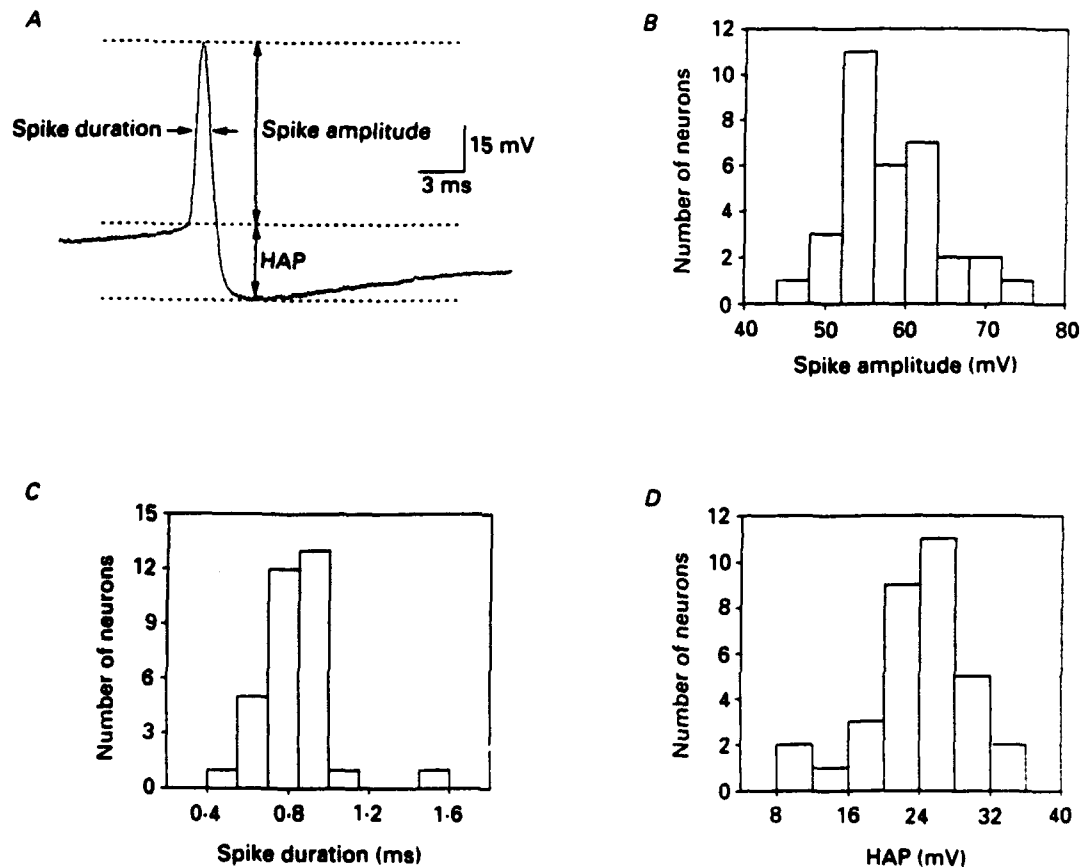 A
Spike duration
Spike amplitude
15 mV
3 ms
HAP
B
Number of neurons
12
10
8
6
4
2
0
40
50
60
70
80
Spike amplitude (mV)
C
Number of neurons
15
12
9
6
3
0
0·4
0·8
1·2
1·6
Spike duration (ms)
D
Number of neurons
12
10
8
6
4
2
0
8
16
24
32
40
HAP (mV)